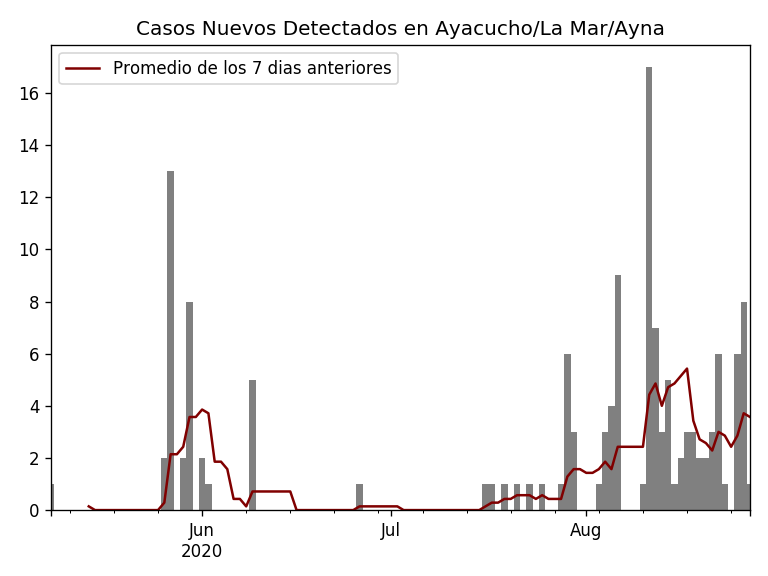 Casos Nuevos Detectados en Ayacucho/La Mar/Ayna
Promedio de los 7 dias anteriores
16
14
12
10
8
6
4
2
0
Jun
2020
Jul
Aug